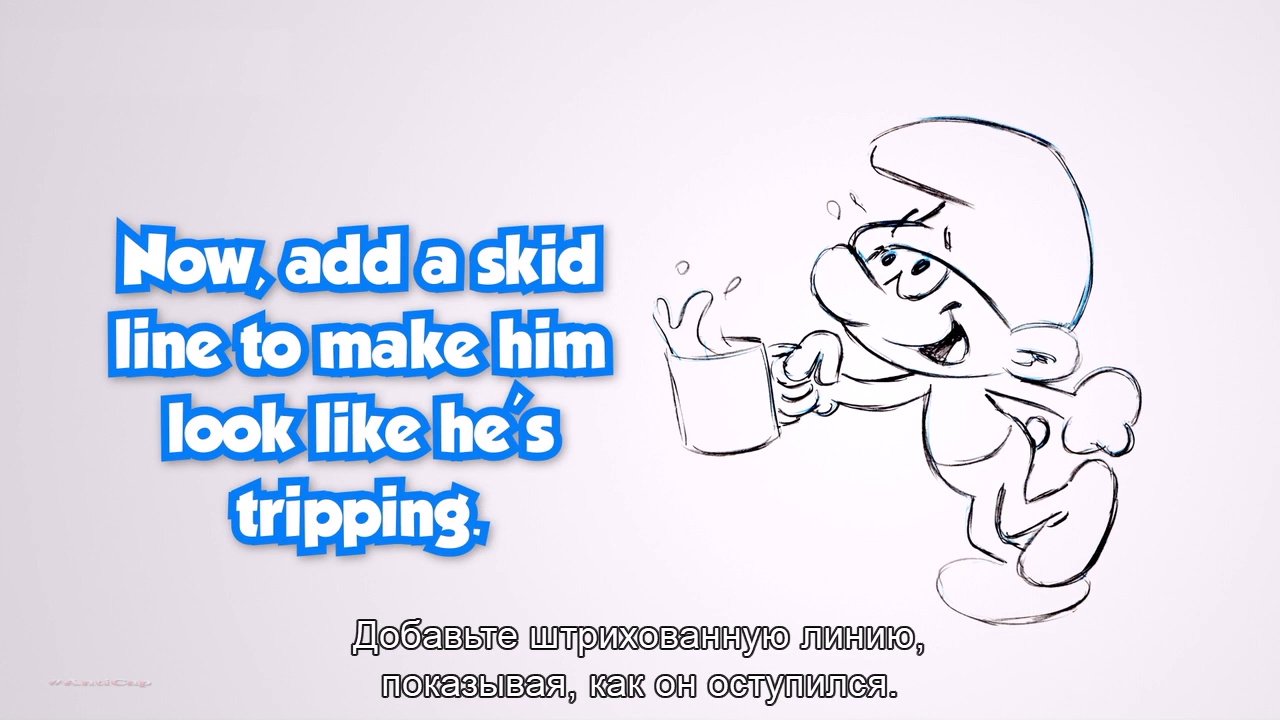 Now, add a skid
line to make him
look like he's
tripping.
Добавьте штрихованную линию,
показывая, как он оступился.